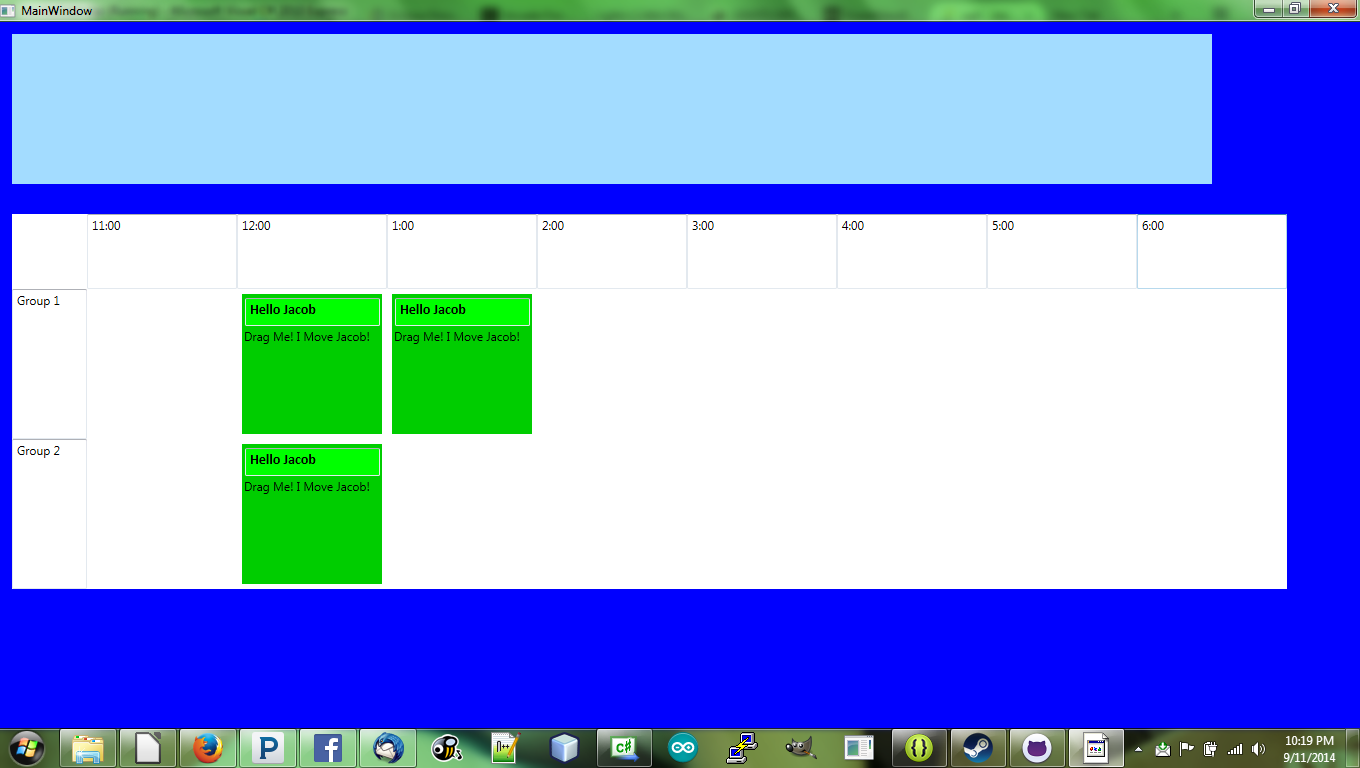 MainWindow
11:00
12:00
1:00
2:00
3:00
4:00
5:00
6:00
Group 1
Hello Jacob
Drag Me! I Move Jacob!
Hello Jacob
Drag Me! I Move Jacob!
Group 2
Hello Jacob
Drag Me! I Move Jacob!
P
f
n++
C#
{}
10:19 PM
9/11/2014